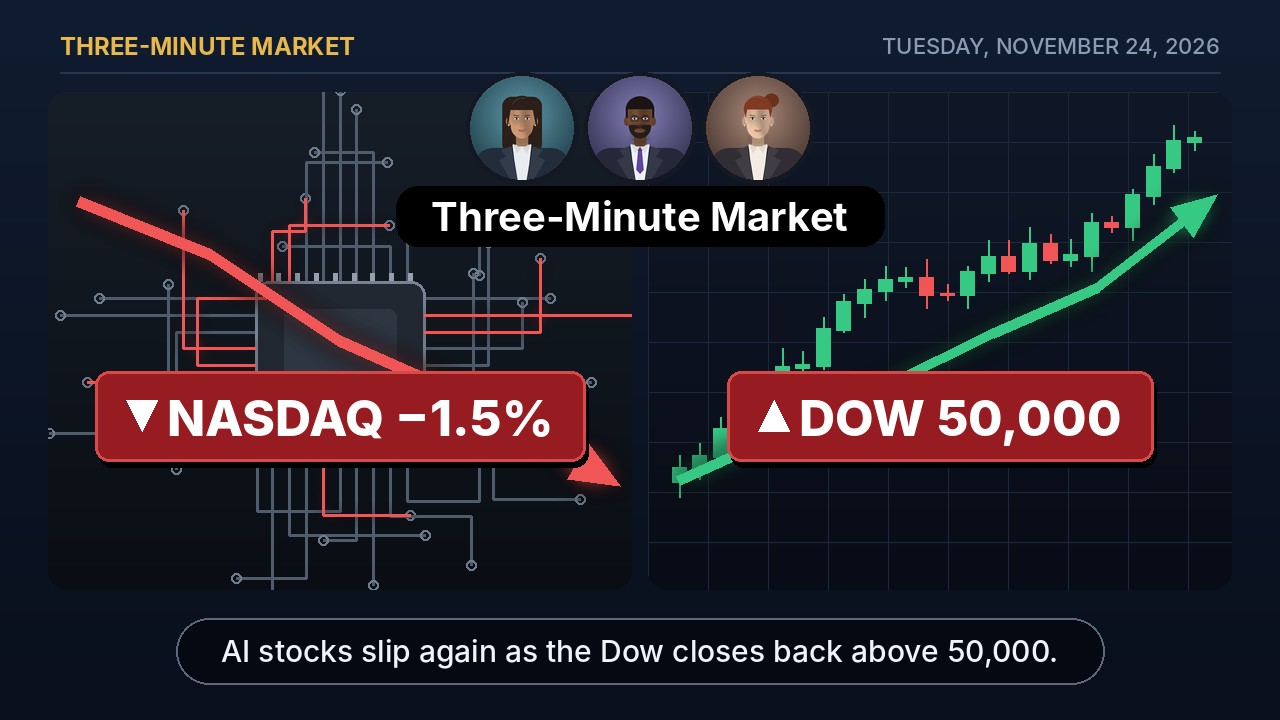 THREE-MINUTE MARKET
TUESDAY, NOVEMBER 24, 2026
Three-Minute Market
▼ NASDAQ −1.5%
▲ DOW 50,000
AI stocks slip again as the Dow closes back above 50,000.